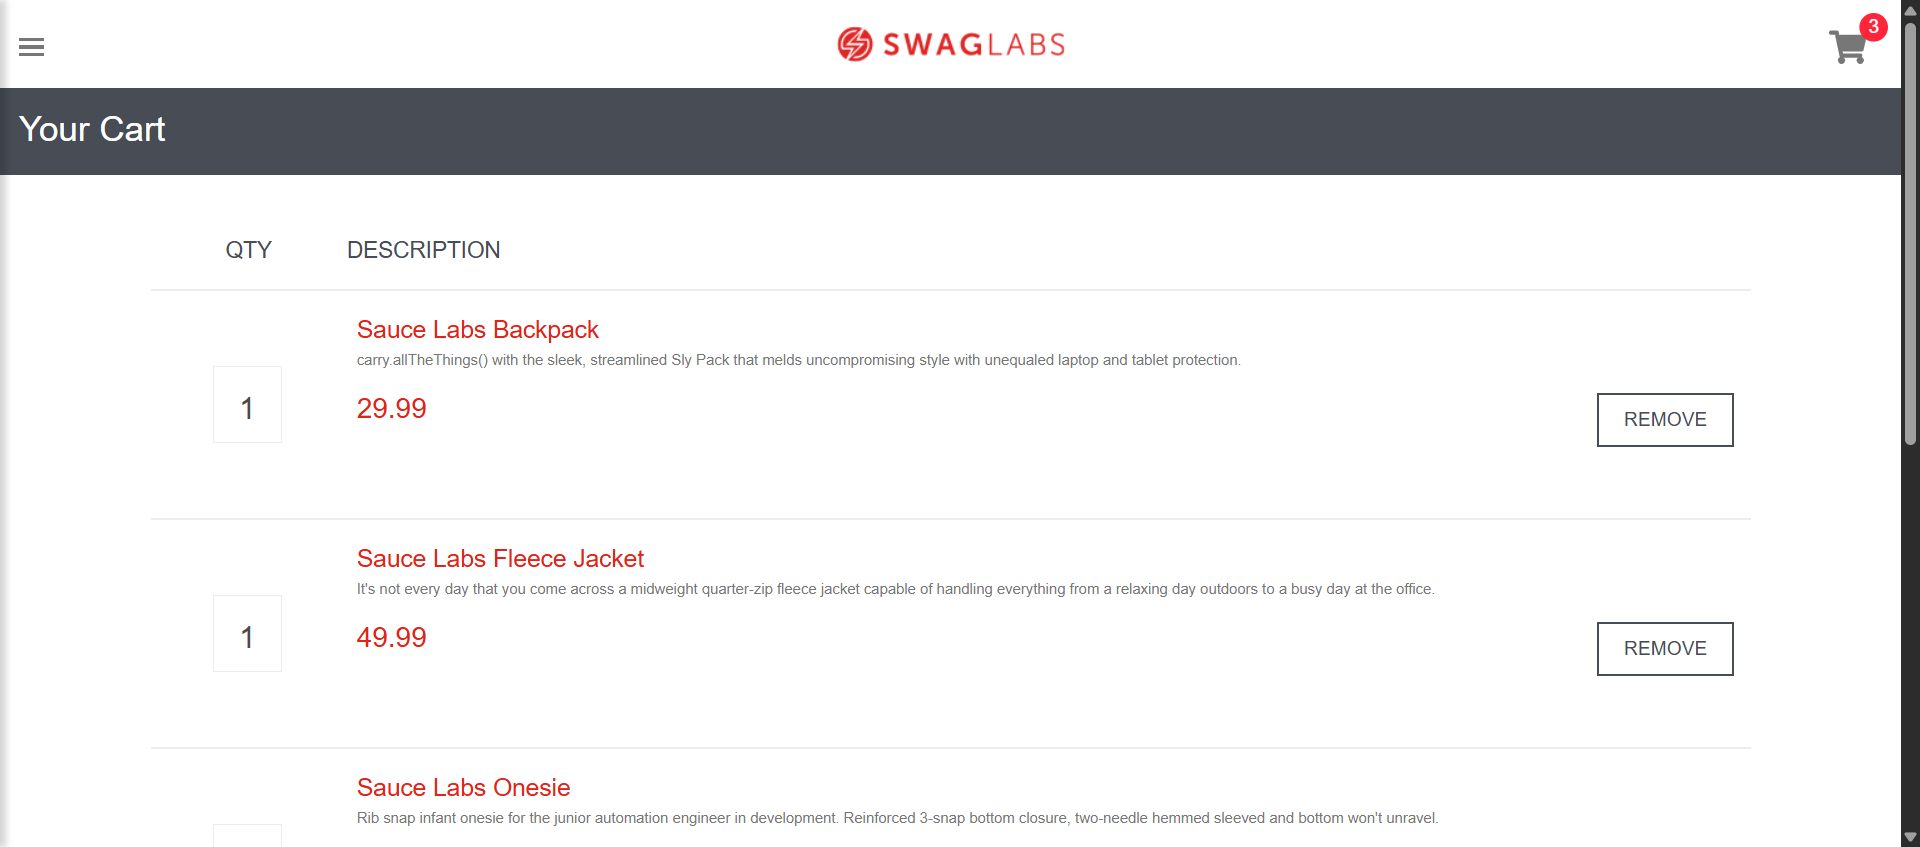 SWAGLABS
3
Your Cart
QTY DESCRIPTION
Sauce Labs Backpack
carry.allTheThings() with the sleek, streamlined Sly Pack that melds uncompromising style with unequaled laptop and tablet protection.
1
29.99
REMOVE
Sauce Labs Fleece Jacket
It's not every day that you come across a midweight quarter-zip fleece jacket capable of handling everything from a relaxing day outdoors to a busy day at the office.
1
49.99
REMOVE
Sauce Labs Onesie
Rib snap infant onesie for the junior automation engineer in development. Reinforced 3-snap bottom closure, two-needle hemmed sleeved and bottom won't unravel.